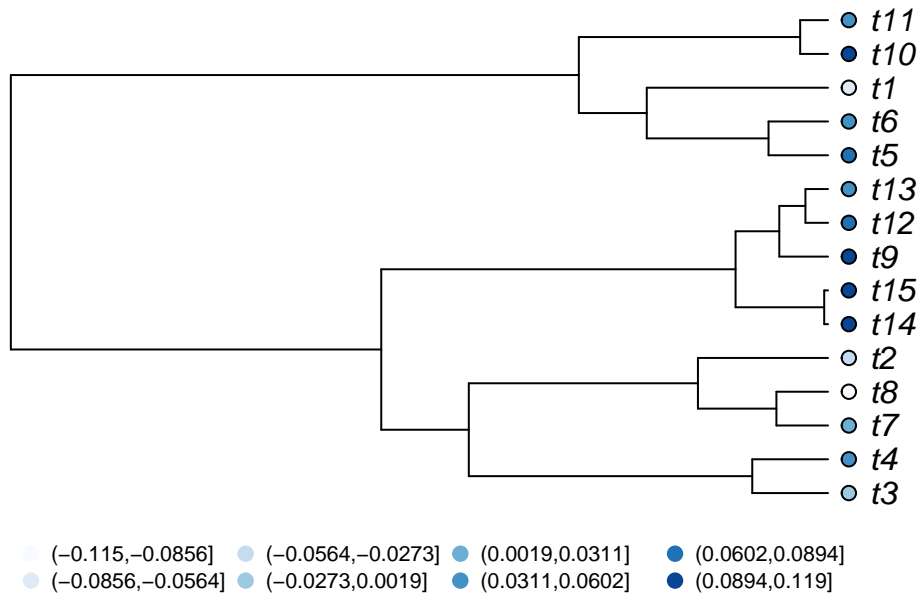 t11
t10
t1
t6
t5
t13
t12
t9
t15
t14
t2
t8
t7
t4
t3
(−0.115,−0.0856] (−0.0564,−0.0273] (0.0019,0.0311] (0.0602,0.0894]
(−0.0856,−0.0564] (−0.0273,0.0019] (0.0311,0.0602] (0.0894,0.119]